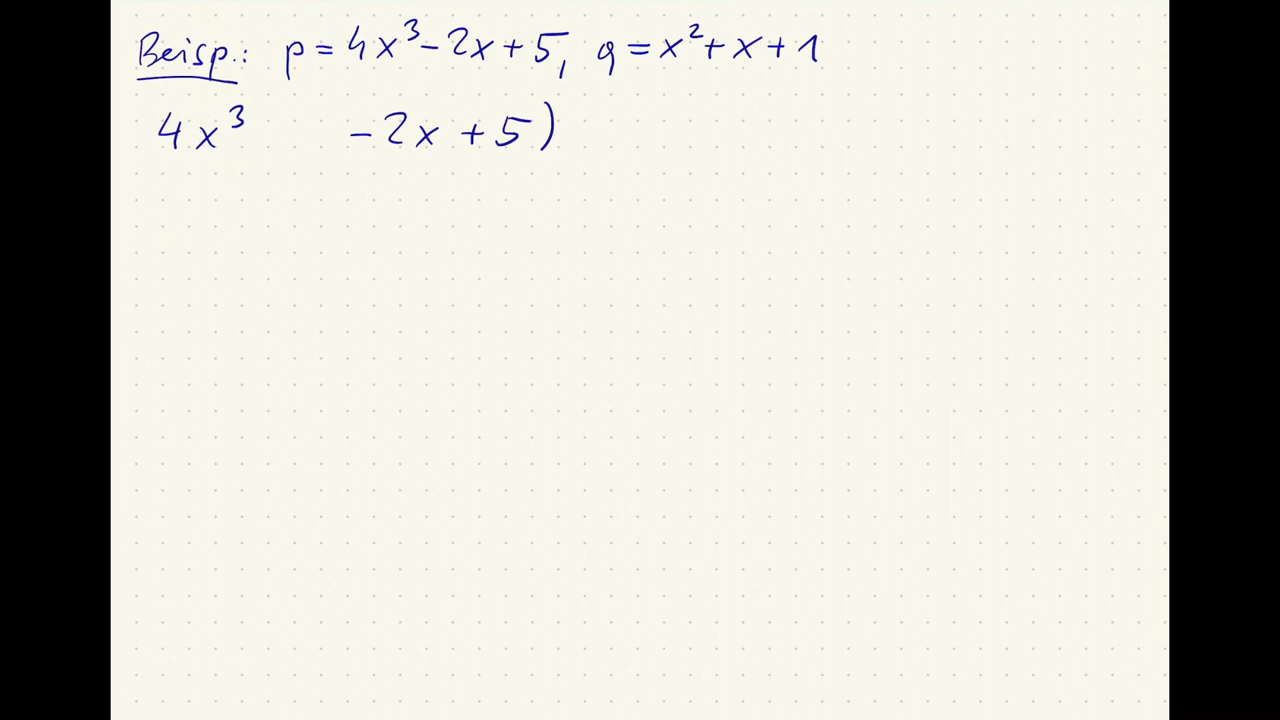 Beisp.: p = 4x³ - 2x + 5, q = x² + x + 1
4x³ - 2x + 5)